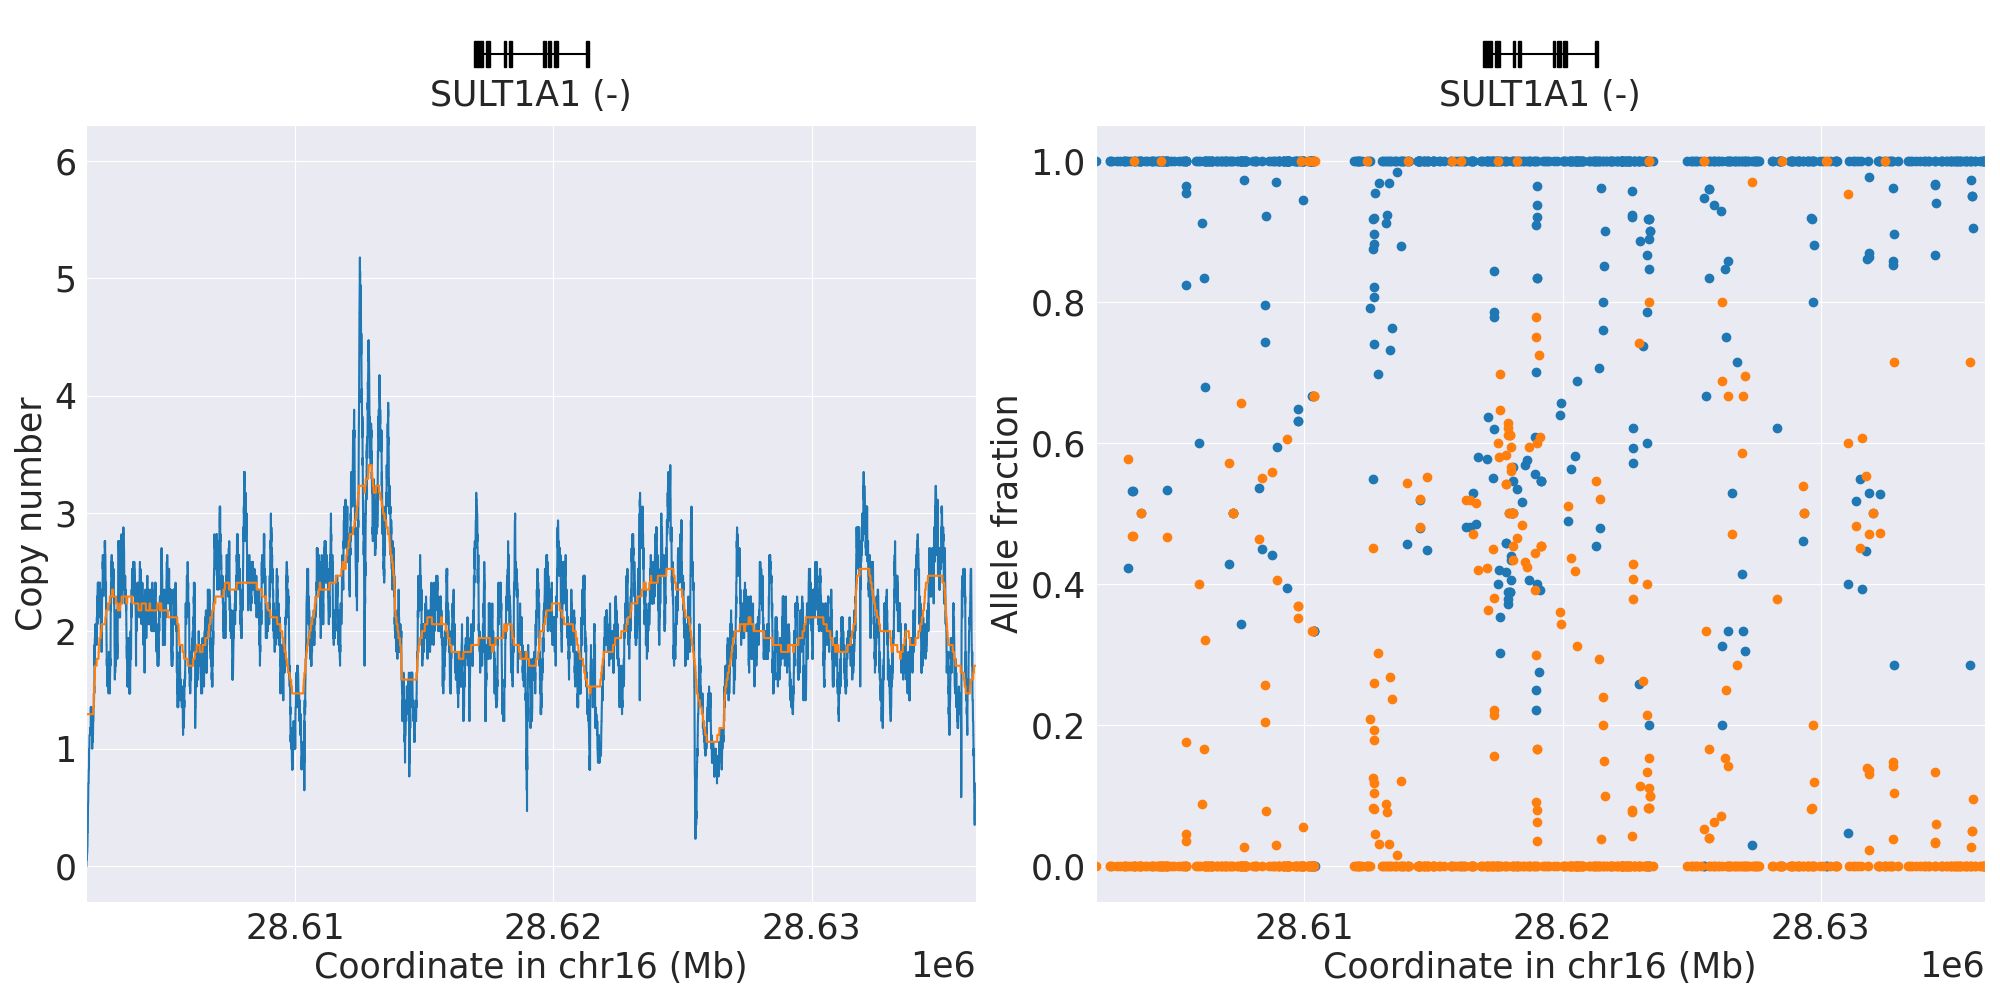 SULT1A1 (-)
6
5
4
3
2
1
0
Copy number
28.61
28.62
28.63
Coordinate in chr16 (Mb)
1e6
SULT1A1 (-)
1.0
0.8
0.6
0.4
0.2
0.0
Allele fraction
28.61
28.62
28.63
Coordinate in chr16 (Mb)
1e6